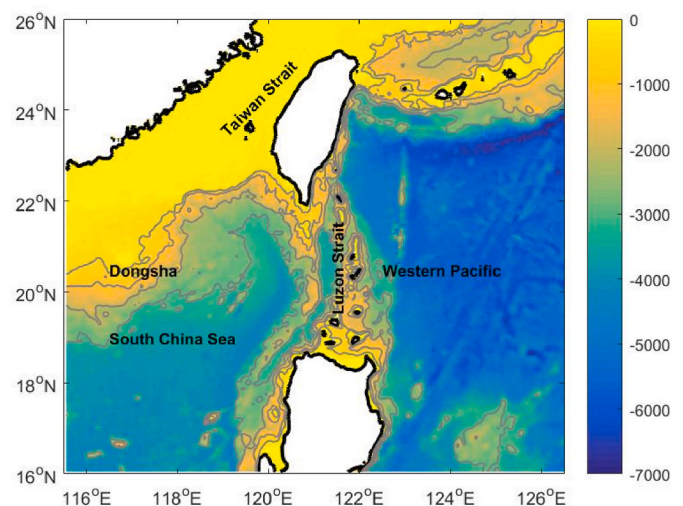 26°N
24°N
22°N
20°N
18°N
16°N
116°E
118°E
120°E
122°E
124°E
126°E
Taiwan Strait
Dongsha
Luzon Strait
Western Pacific
South China Sea
0
-1000
-2000
-3000
-4000
-5000
-6000
-7000